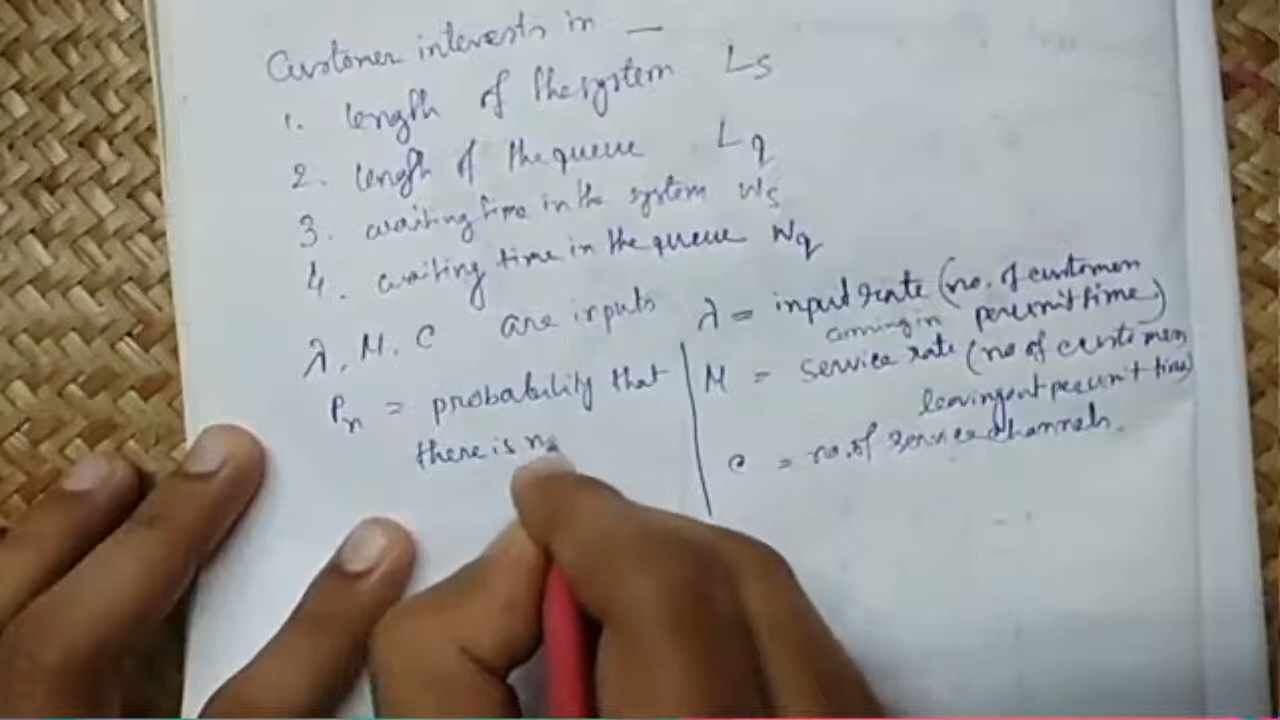 Customer interests in —
1. length of the system Ls
2. length of the queue Lq
3. waiting time in the system Ws
4. waiting time in the queue Wq
λ, M, C are inputs
Pn = probability that
there is n
λ = input rate (no. of customers
coming in per unit time)
M = service rate (no of customers
leaving out per unit time)
c = no. of service channels.